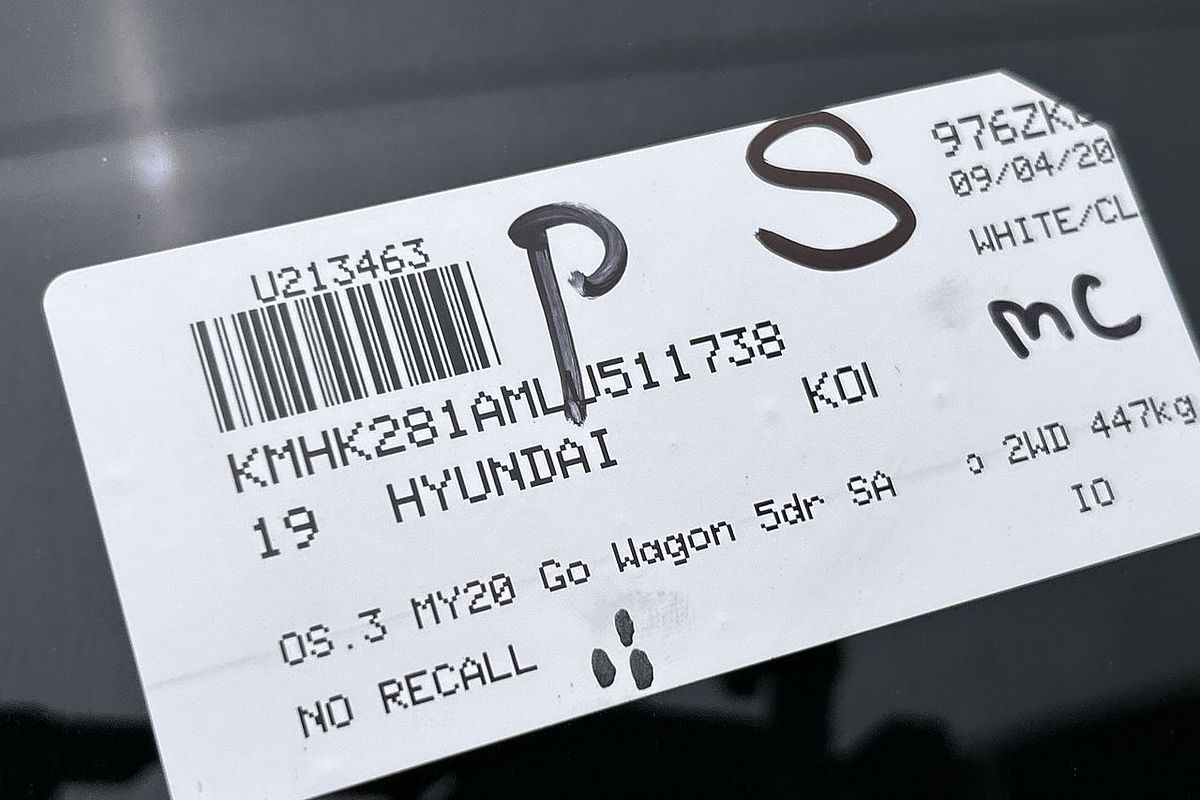 976ZK
09/04/20
WHITE/CL
S
P
U213463
MC
KMHK281AMLU511738
KOI
19 HYUNDAI
2WD 447kg
OS.3 MY20 Go Wagon 5dr SA
IO
NO RECALL